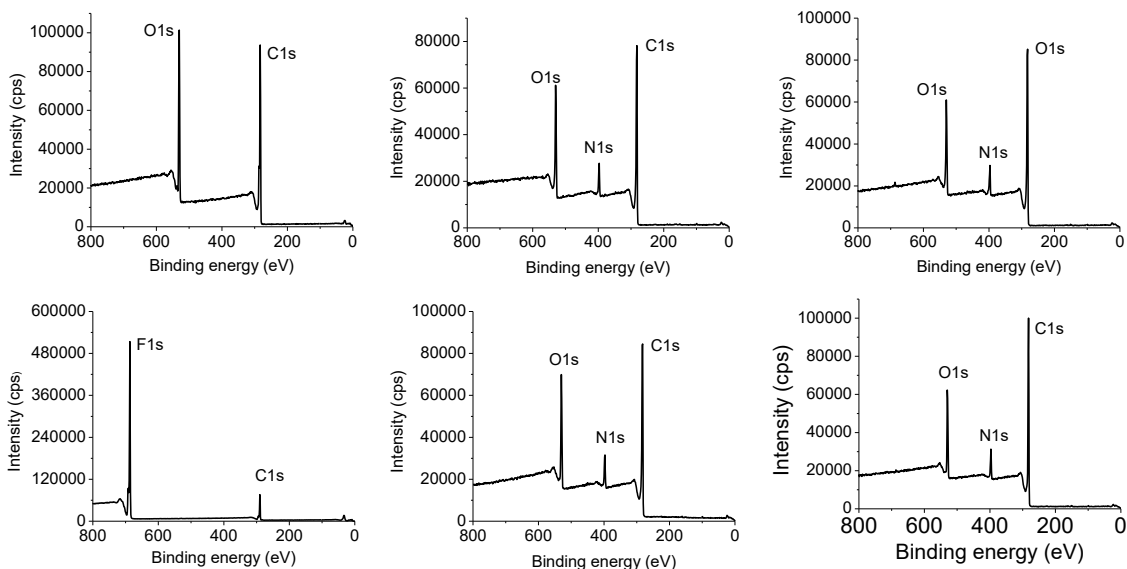 100000
80000
60000
40000
20000
0
Intensity (cps)
O1s
C1s
800 600 400 200 0
Binding energy (eV)
80000
60000
40000
20000
0
Intensity (cps)
O1s
N1s
C1s
800 600 400 200 0
Binding energy (eV)
100000
80000
60000
40000
20000
0
Intensity (cps)
O1s
N1s
O1s
800 600 400 200 0
Binding energy (eV)
600000
480000
360000
240000
120000
0
Intensity (cps)
F1s
C1s
800 600 400 200 0
Binding energy (eV)
100000
80000
60000
40000
20000
0
Intensity (cps)
O1s
N1s
C1s
800 600 400 200 0
Binding energy (eV)
100000
80000
60000
40000
20000
0
Intensity (cps)
O1s
N1s
C1s
800 600 400 200 0
Binding energy (eV)